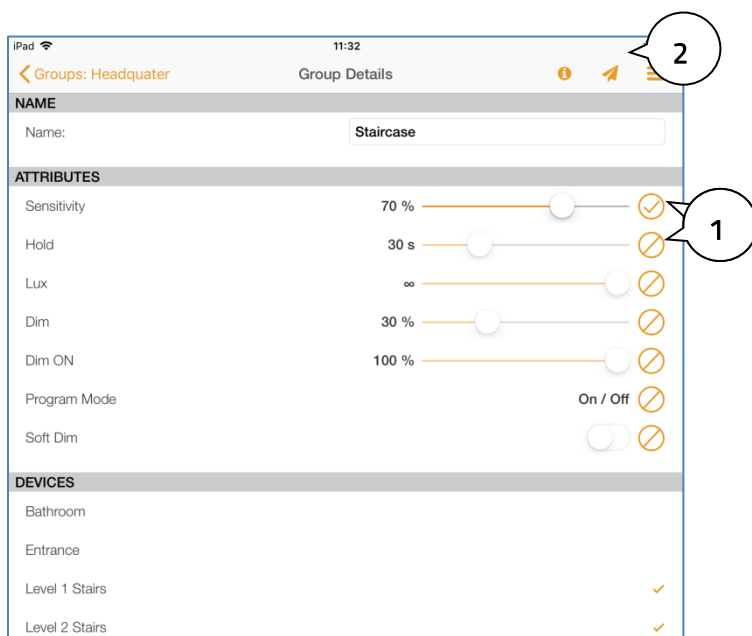 iPad 11:32
2
Groups: Headquater Group Details
NAME
Name: Staircase
ATTRIBUTES
Sensitivity 70 %
1
Hold 30 s
Lux ∞
Dim 30 %
Dim ON 100 %
Program Mode On / Off
Soft Dim
DEVICES
Bathroom
Entrance
Level 1 Stairs
Level 2 Stairs